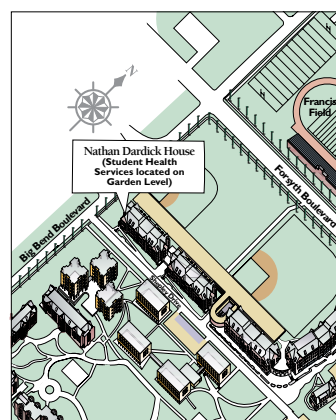 N
Francis
Field
Nathan Dardick House
(Student Health
Services located on
Garden Level)
Forsyth Boulevard
Big Bend Boulevard